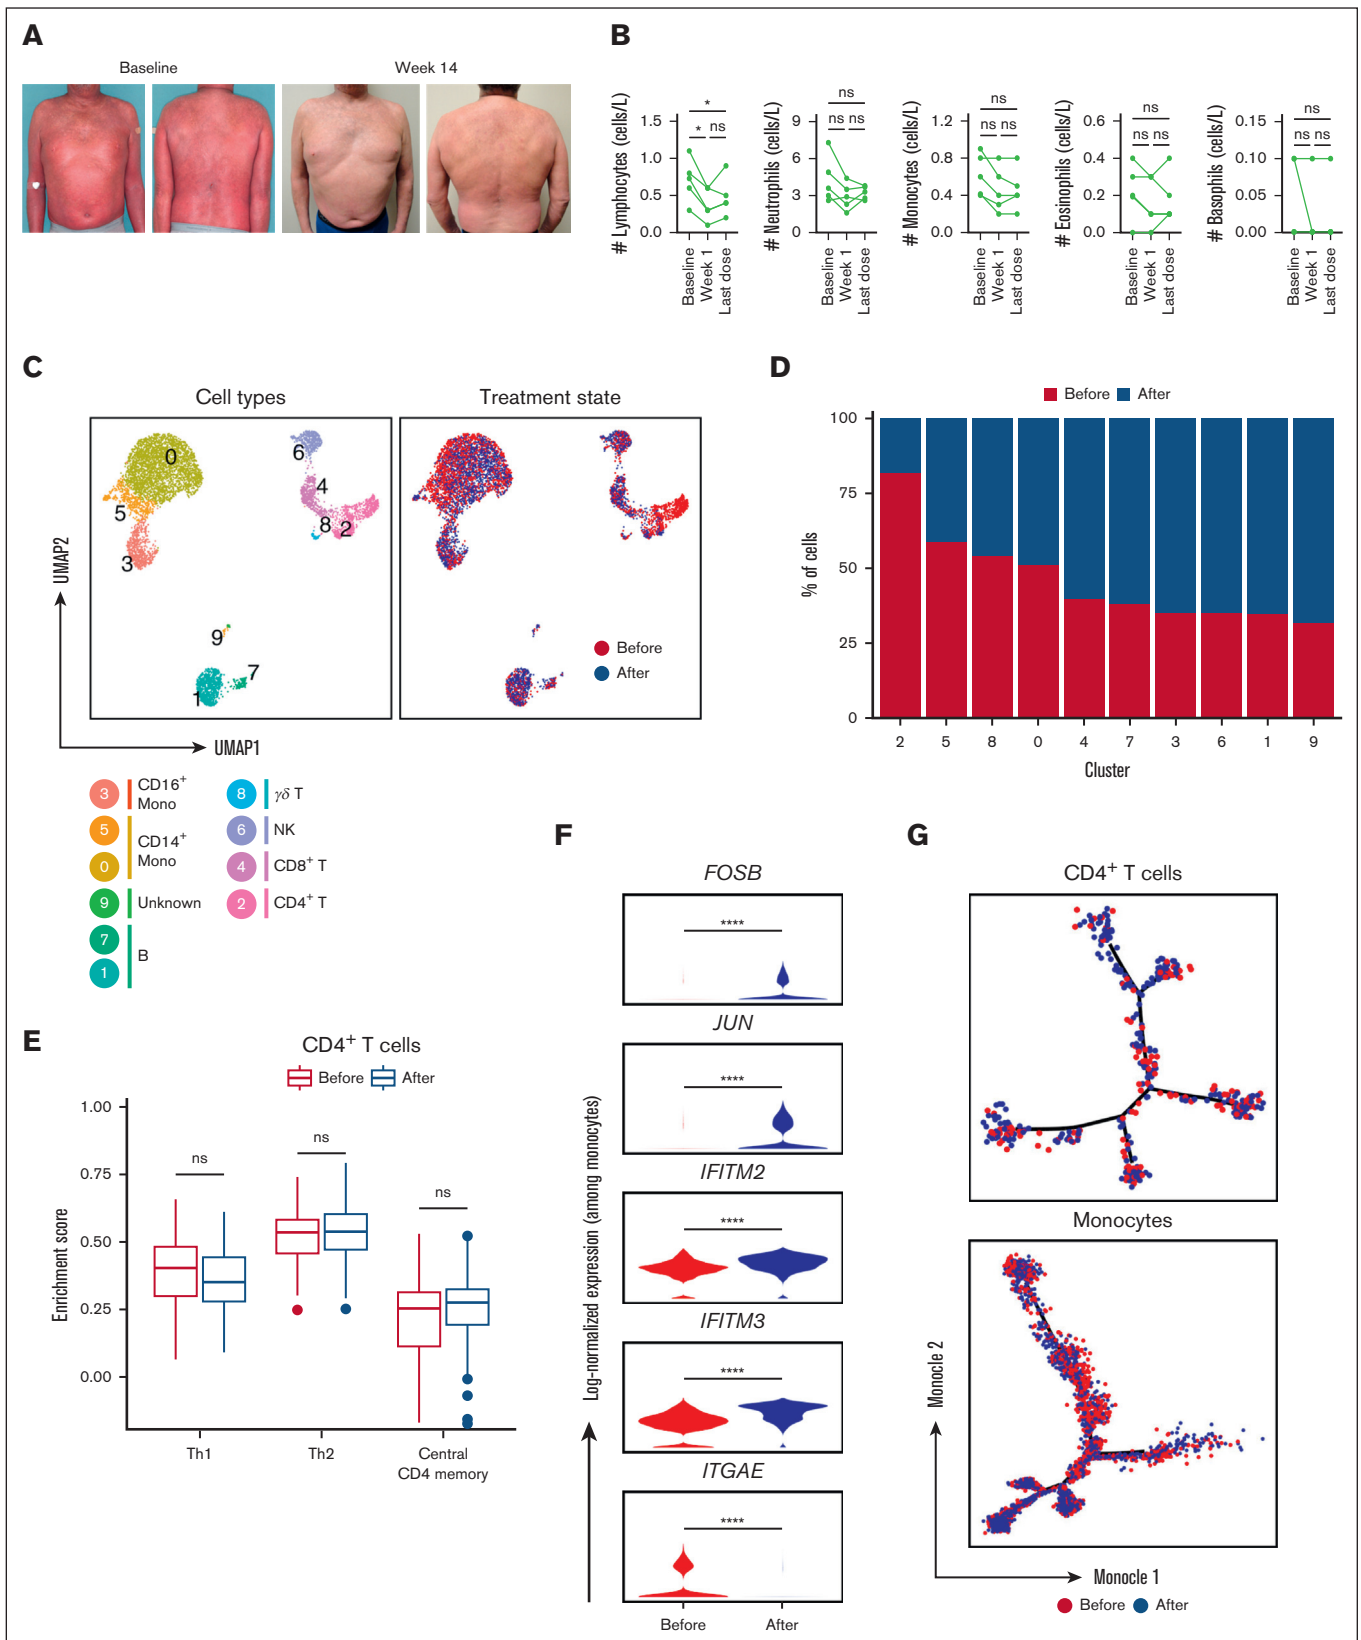 A
Baseline
Week 14
B
# Lymphocytes (cells/L)
1.5
1.0
0.5
0.0
*
* ns
Baseline
Week 1
Last dose
# Neutrophils (cells/L)
9
6
3
0
ns
ns ns
Baseline
Week 1
Last dose
# Monocytes (cells/L)
1.2
0.8
0.4
0.0
ns
ns ns
Baseline
Week 1
Last dose
# Eosinophils (cells/L)
0.6
0.4
0.2
0.0
ns
ns ns
Baseline
Week 1
Last dose
# Basophils (cells/L)
0.15
0.10
0.05
0.00
ns
ns ns
Baseline
Week 1
Last dose
C
Cell types
Treatment state
0
5
3
6
4
8
2
9
7
1
Before
After
UMAP2
UMAP1
3
CD16+
Mono
5
0
CD14+
Mono
9
Unknown
7
1
B
8
γδ T
6
NK
4
CD8+ T
2
CD4+ T
D
Before After
% of cells
100
75
50
25
0
2 5 8 0 4 7 3 6 1 9
Cluster
E
CD4+ T cells
Before After
Enrichment score
1.00
0.75
0.50
0.25
0.00
ns
ns
ns
Th1
Th2
Central
CD4 memory
F
Log-normalized expression (among monocytes)
FOSB
****
JUN
****
IFITM2
****
IFITM3
****
ITGAE
****
Before After
G
CD4+ T cells
Monocytes
Monocle 2
Monocle 1
Before After